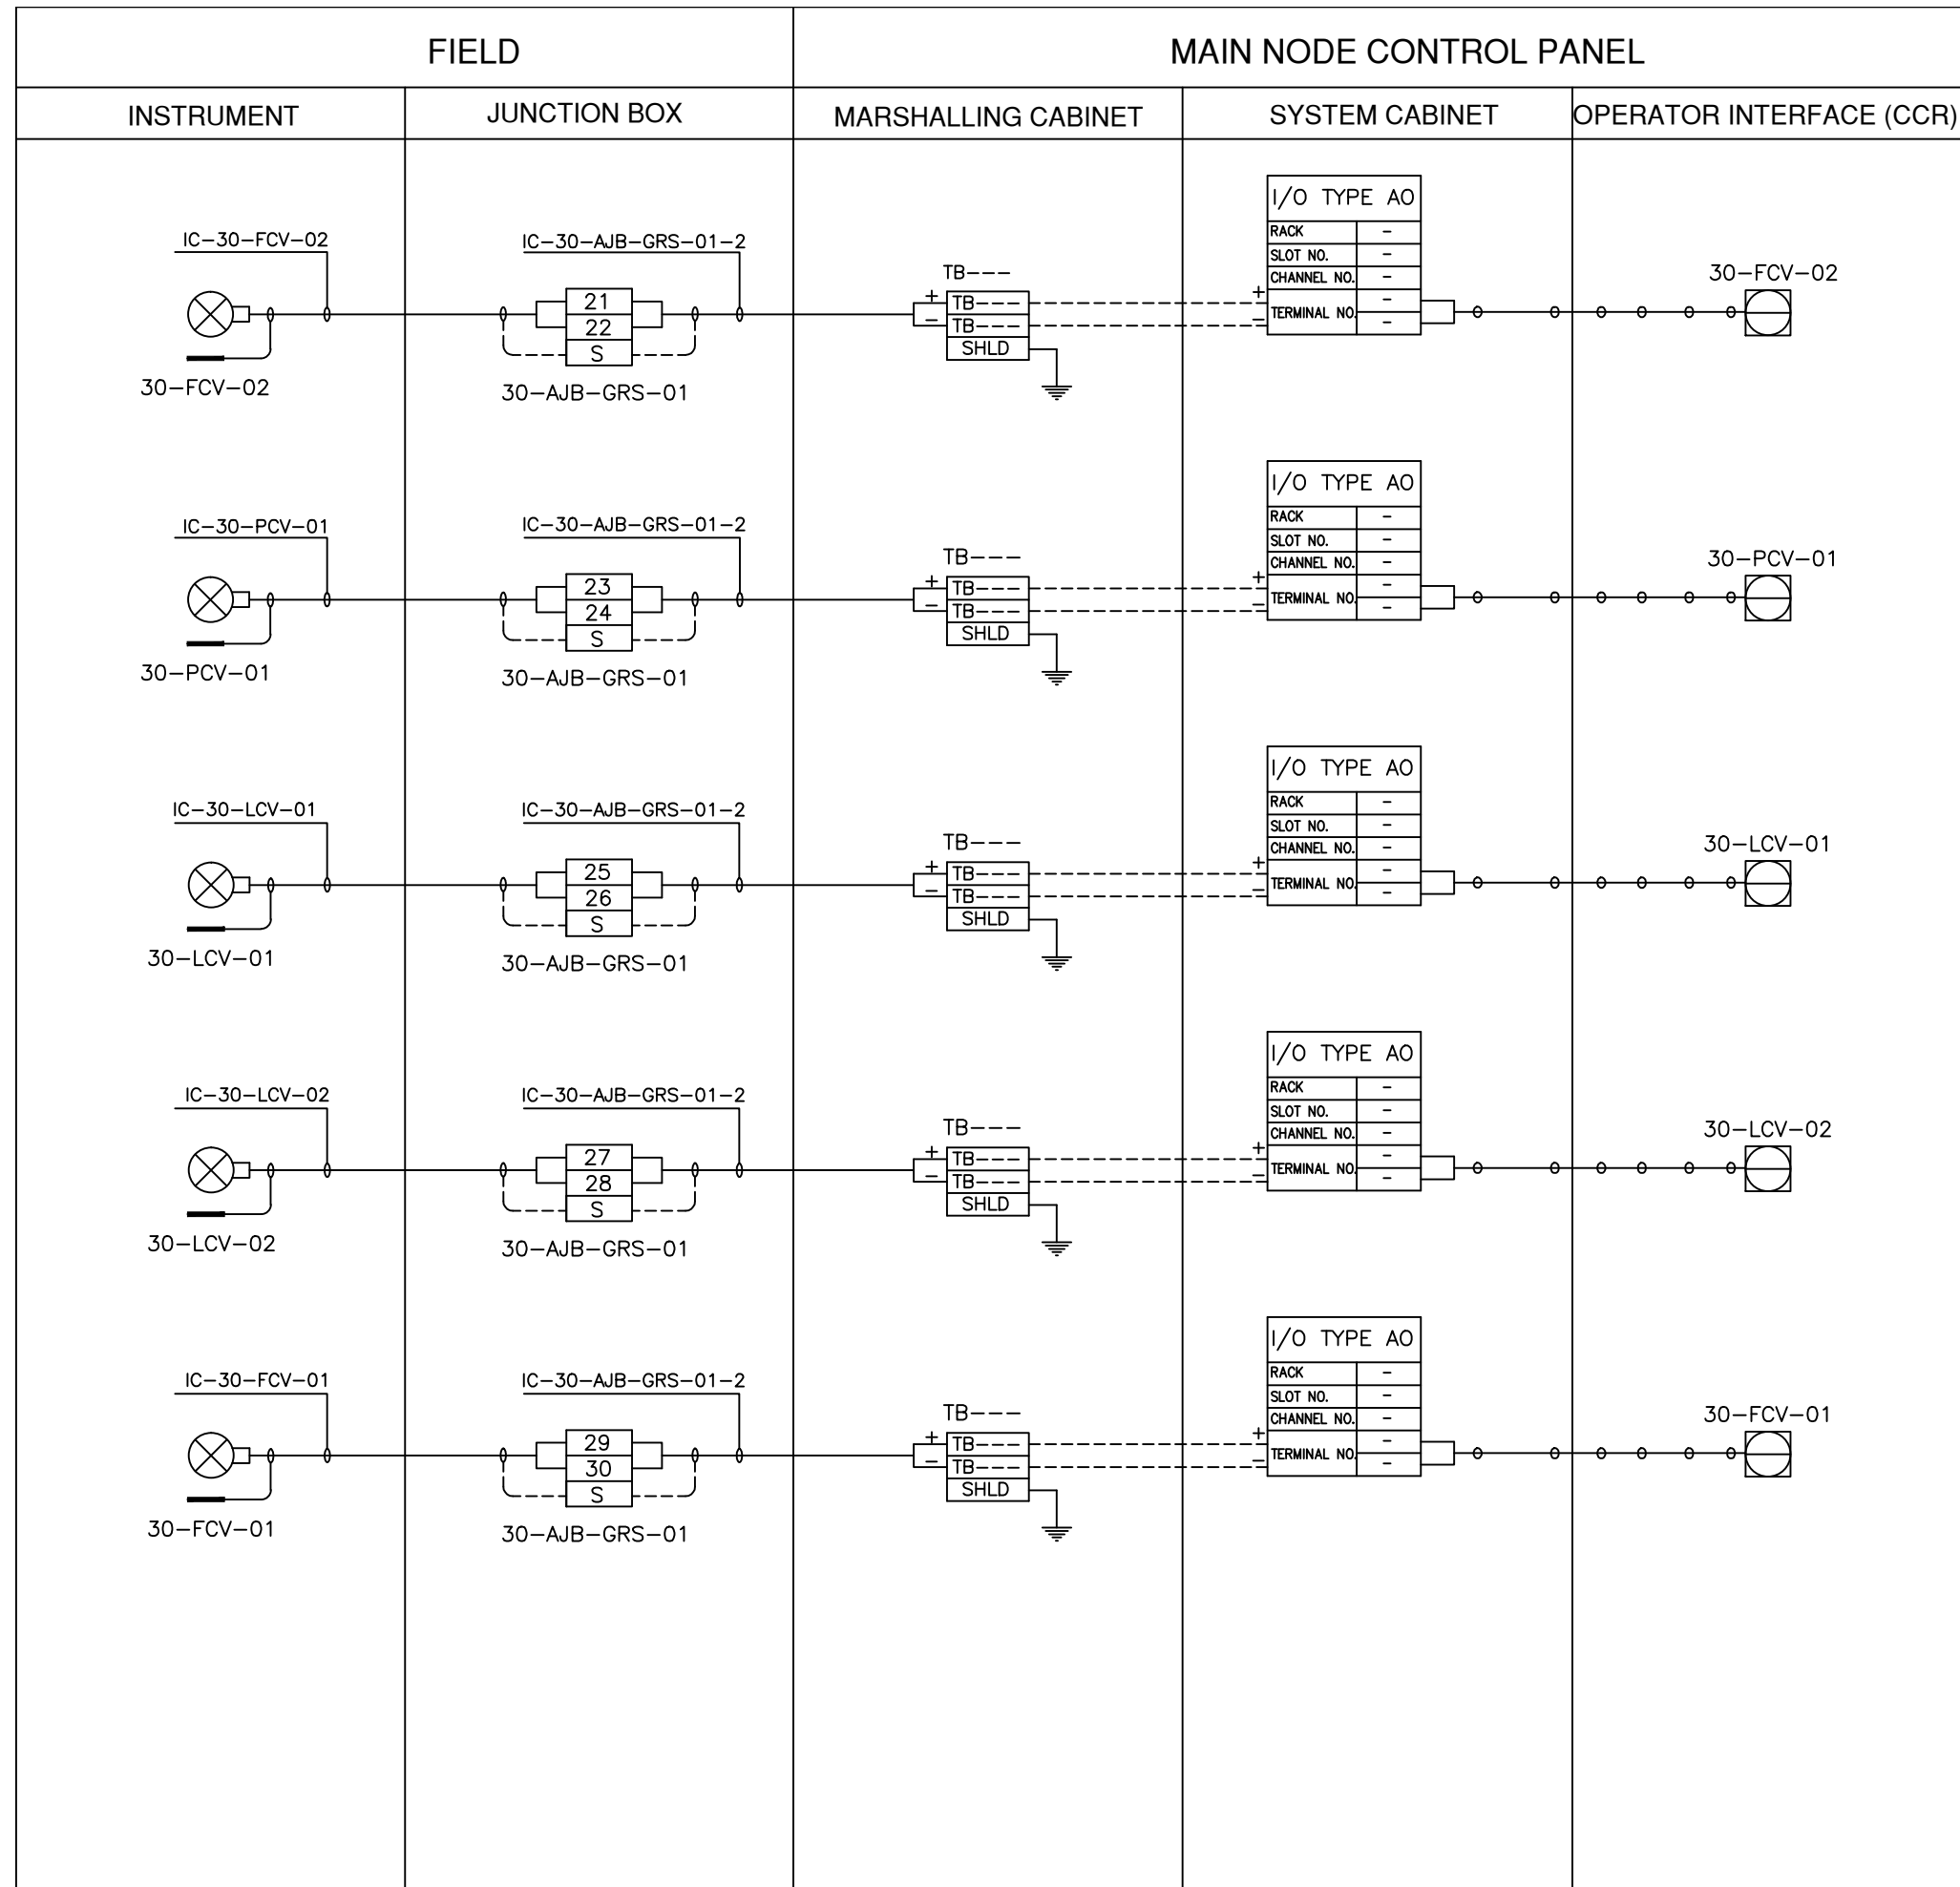 FIELD
MAIN NODE CONTROL PANEL
INSTRUMENT
JUNCTION BOX
MARSHALLING CABINET
SYSTEM CABINET
OPERATOR INTERFACE (CCR)
IC-30-FCV-02
30-FCV-02
IC-30-AJB-GRS-01-2
21
22
S
30-AJB-GRS-01
TB---
+ TB---
- TB---
SHLD
I/O TYPE AO
RACK -
SLOT NO. -
CHANNEL NO. -
+ -
TERMINAL NO.
- -
30-FCV-02
IC-30-PCV-01
30-PCV-01
IC-30-AJB-GRS-01-2
23
24
S
30-AJB-GRS-01
TB---
+ TB---
- TB---
SHLD
I/O TYPE AO
RACK -
SLOT NO. -
CHANNEL NO. -
+ -
TERMINAL NO.
- -
30-PCV-01
IC-30-LCV-01
30-LCV-01
IC-30-AJB-GRS-01-2
25
26
S
30-AJB-GRS-01
TB---
+ TB---
- TB---
SHLD
I/O TYPE AO
RACK -
SLOT NO. -
CHANNEL NO. -
+ -
TERMINAL NO.
- -
30-LCV-01
IC-30-LCV-02
30-LCV-02
IC-30-AJB-GRS-01-2
27
28
S
30-AJB-GRS-01
TB---
+ TB---
- TB---
SHLD
I/O TYPE AO
RACK -
SLOT NO. -
CHANNEL NO. -
+ -
TERMINAL NO.
- -
30-LCV-02
IC-30-FCV-01
30-FCV-01
IC-30-AJB-GRS-01-2
29
30
S
30-AJB-GRS-01
TB---
+ TB---
- TB---
SHLD
I/O TYPE AO
RACK -
SLOT NO. -
CHANNEL NO. -
+ -
TERMINAL NO.
- -
30-FCV-01